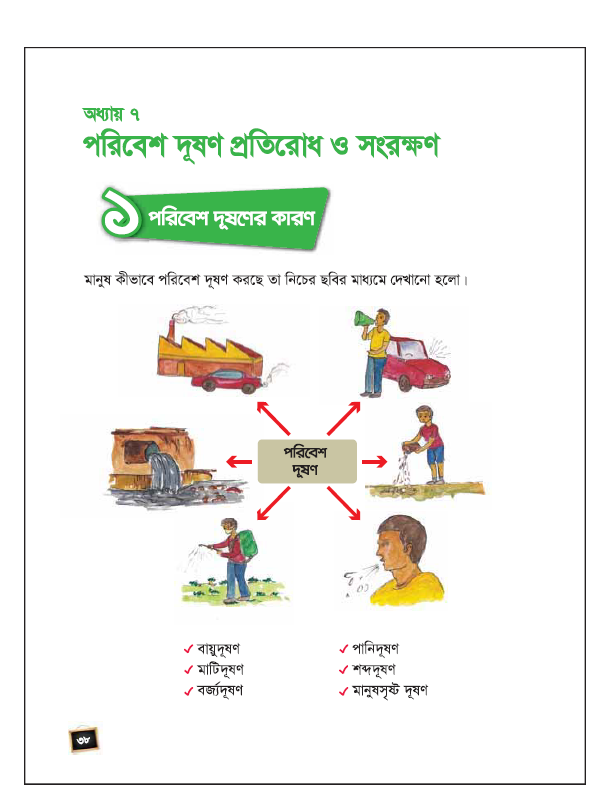 অধ্যায় ৭
পরিবেশ দূষণ প্রতিরোধ ও সংরক্ষণ
১ পরিবেশ দূষণের কারণ
মানুষ কীভাবে পরিবেশ দূষণ করছে তা নিচের ছবির মাধ্যমে দেখানো হলো।
পরিবেশ
দূষণ
✓ বায়ুদূষণ
✓ মাটিদূষণ
✓ বর্জ্যদূষণ
✓ পানিদূষণ
✓ শব্দদূষণ
✓ মানুষসৃষ্ট দূষণ
৩৮